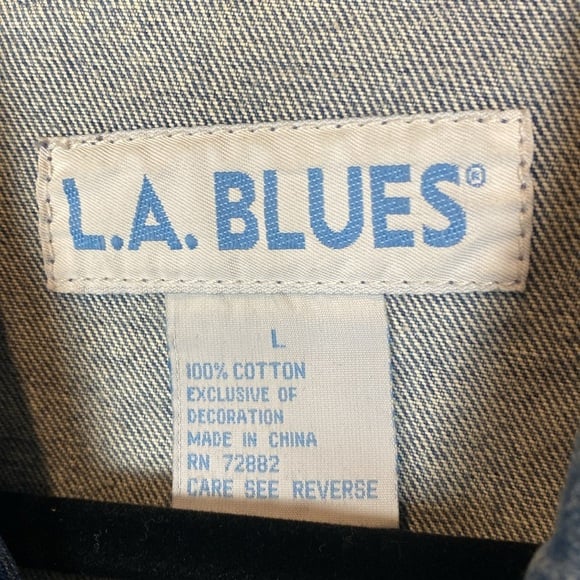 L.A. BLUES®
L
100% COTTON
EXCLUSIVE OF
DECORATION
MADE IN CHINA
RN 72882
CARE SEE REVERSE